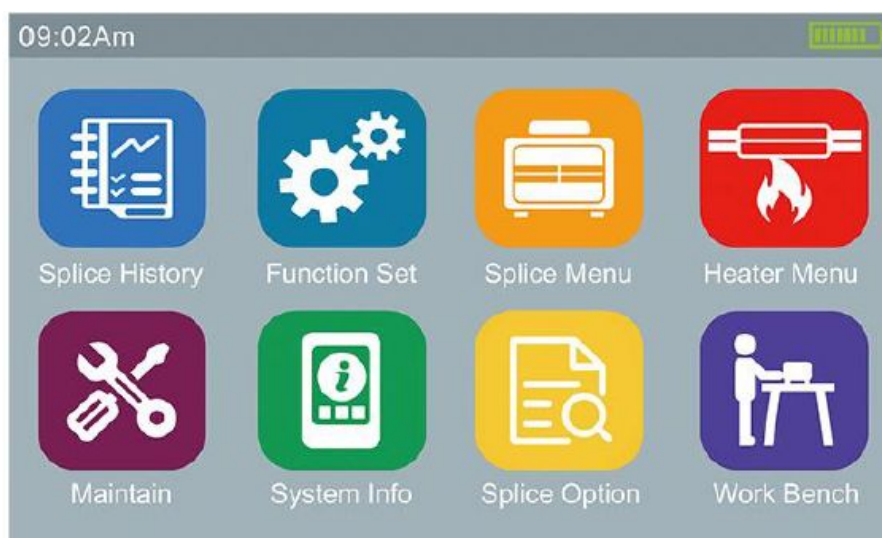 09:02Am
Splice History Function Set Splice Menu Heater Menu
Maintain System Info Splice Option Work Bench